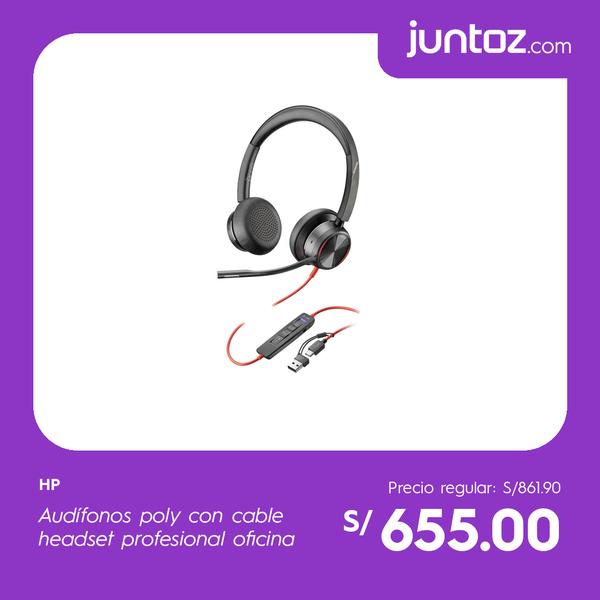 juntoz.com
HP
Audífonos poly con cable
headset profesional oficina
Precio regular: S/861.90
S/ 655.00